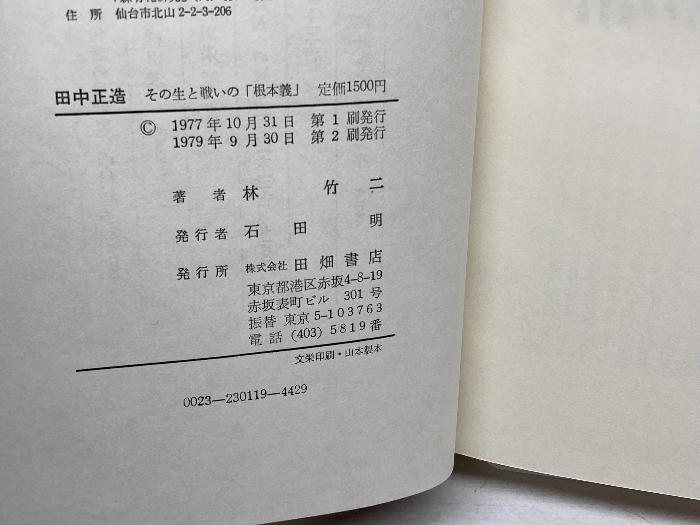 住所 仙台市北山2-2-3-206
田中正造 その生と戦いの「根本義」 定価1500円
© 1977年10月31日 第1刷発行
1979年9月30日 第2刷発行
著者 林竹二
発行者 石田明
発行所 株式会社 田畑書店
東京都港区赤坂4-8-19
赤坂表町ビル 301号
振替 東京5-103763
電話 (403) 5819番
文栄印刷・山本製本
0023—230119—4429